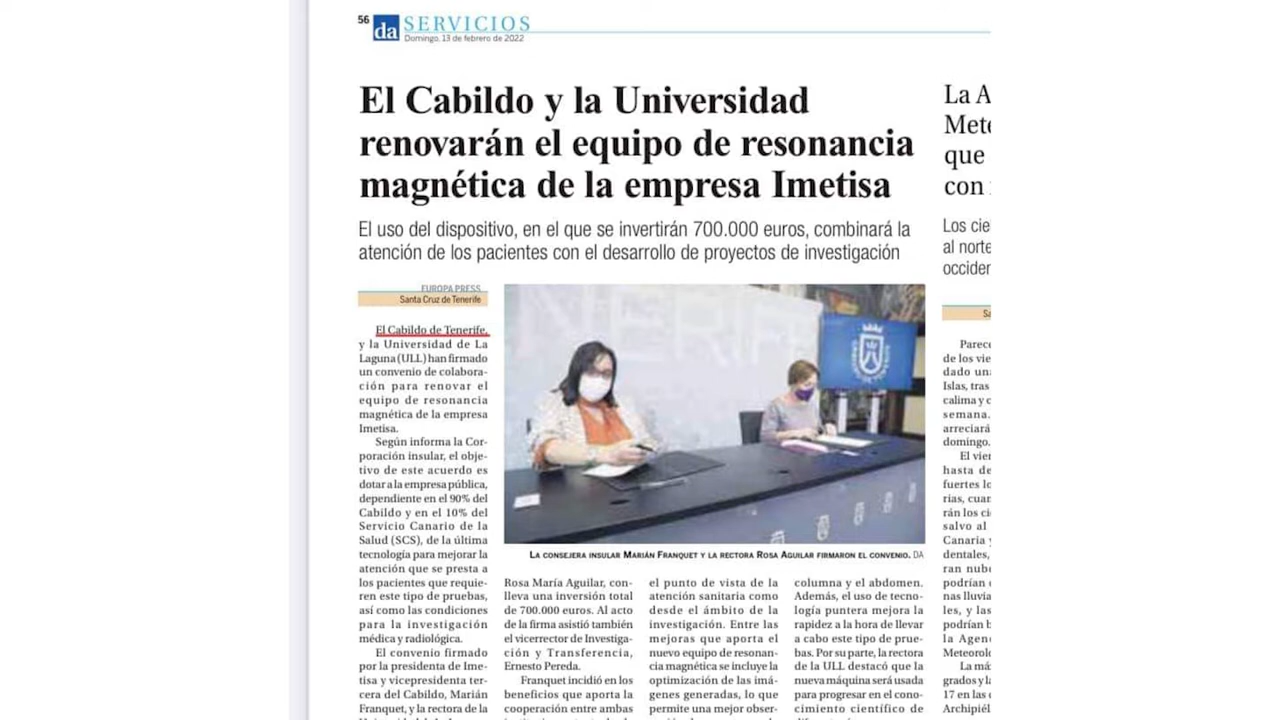 56
da SERVICIOS
Domingo, 13 de febrero de 2022
El Cabildo y la Universidad
renovarán el equipo de resonancia
magnética de la empresa Imetisa
El uso del dispositivo, en el que se invertirán 700.000 euros, combinará la
atención de los pacientes con el desarrollo de proyectos de investigación
EUROPA PRESS
Santa Cruz de Tenerife
El Cabildo de Tenerife,
y la Universidad de La
Laguna (ULL) han firmado
un convenio de colabora-
ción para renovar el
equipo de resonancia
magnética de la empresa
Imetisa.
Según informa la Cor-
poración insular, el obje-
tivo de este acuerdo es
dotar a la empresa pública,
dependiente en el 90% del
Cabildo y en el 10% del
Servicio Canario de la
Salud (SCS), de la última
tecnología para mejorar la
atención que se presta a
los pacientes que requie-
ren este tipo de pruebas,
así como las condiciones
para la investigación
médica y radiológica.
El convenio firmado
por la presidenta de Ime-
tisa y vicepresidenta ter-
cera del Cabildo, Marián
Franquet, y la rectora de la
NERIFE
CABILDO DE TENERIFE
LA CONSEJERA INSULAR MARIÁN FRANQUET Y LA RECTORA ROSA AGUILAR FIRMARON EL CONVENIO. DA
Rosa María Aguilar, con-
lleva una inversión total
de 700.000 euros. Al acto
de la firma asistió también
el vicerrector de Investiga-
ción y Transferencia,
Ernesto Pereda.
Franquet incidió en los
beneficios que aporta la
cooperación entre ambas
el punto de vista de la
atención sanitaria como
desde el ámbito de la
investigación. Entre las
mejoras que aporta el
nuevo equipo de resonan-
cia magnética se incluye la
optimización de las imá-
genes generadas, lo que
permite una mejor obser-
columna y el abdomen.
Además, el uso de tecno-
logía puntera mejora la
rapidez a la hora de llevar
a cabo este tipo de prue-
bas. Por su parte, la rectora
de la ULL destacó que la
nueva máquina será usada
para progresar en el cono-
cimiento científico de
La A
Mete
que
con
Los cie
al norte
occiden
Sa
Parece
de los vie
dado una
Islas, tras
calima y c
semana.
arreciará
domingo.
El vier
hasta de
fuertes lo
rias, cuan
rán los ci
salvo al
Canaria y
dentales,
ran nubo
podrían d
nas lluvia
les, y las
podrían b
la Agenc
Meteorolo
La má
grados y la
17 en las c
Archipiél